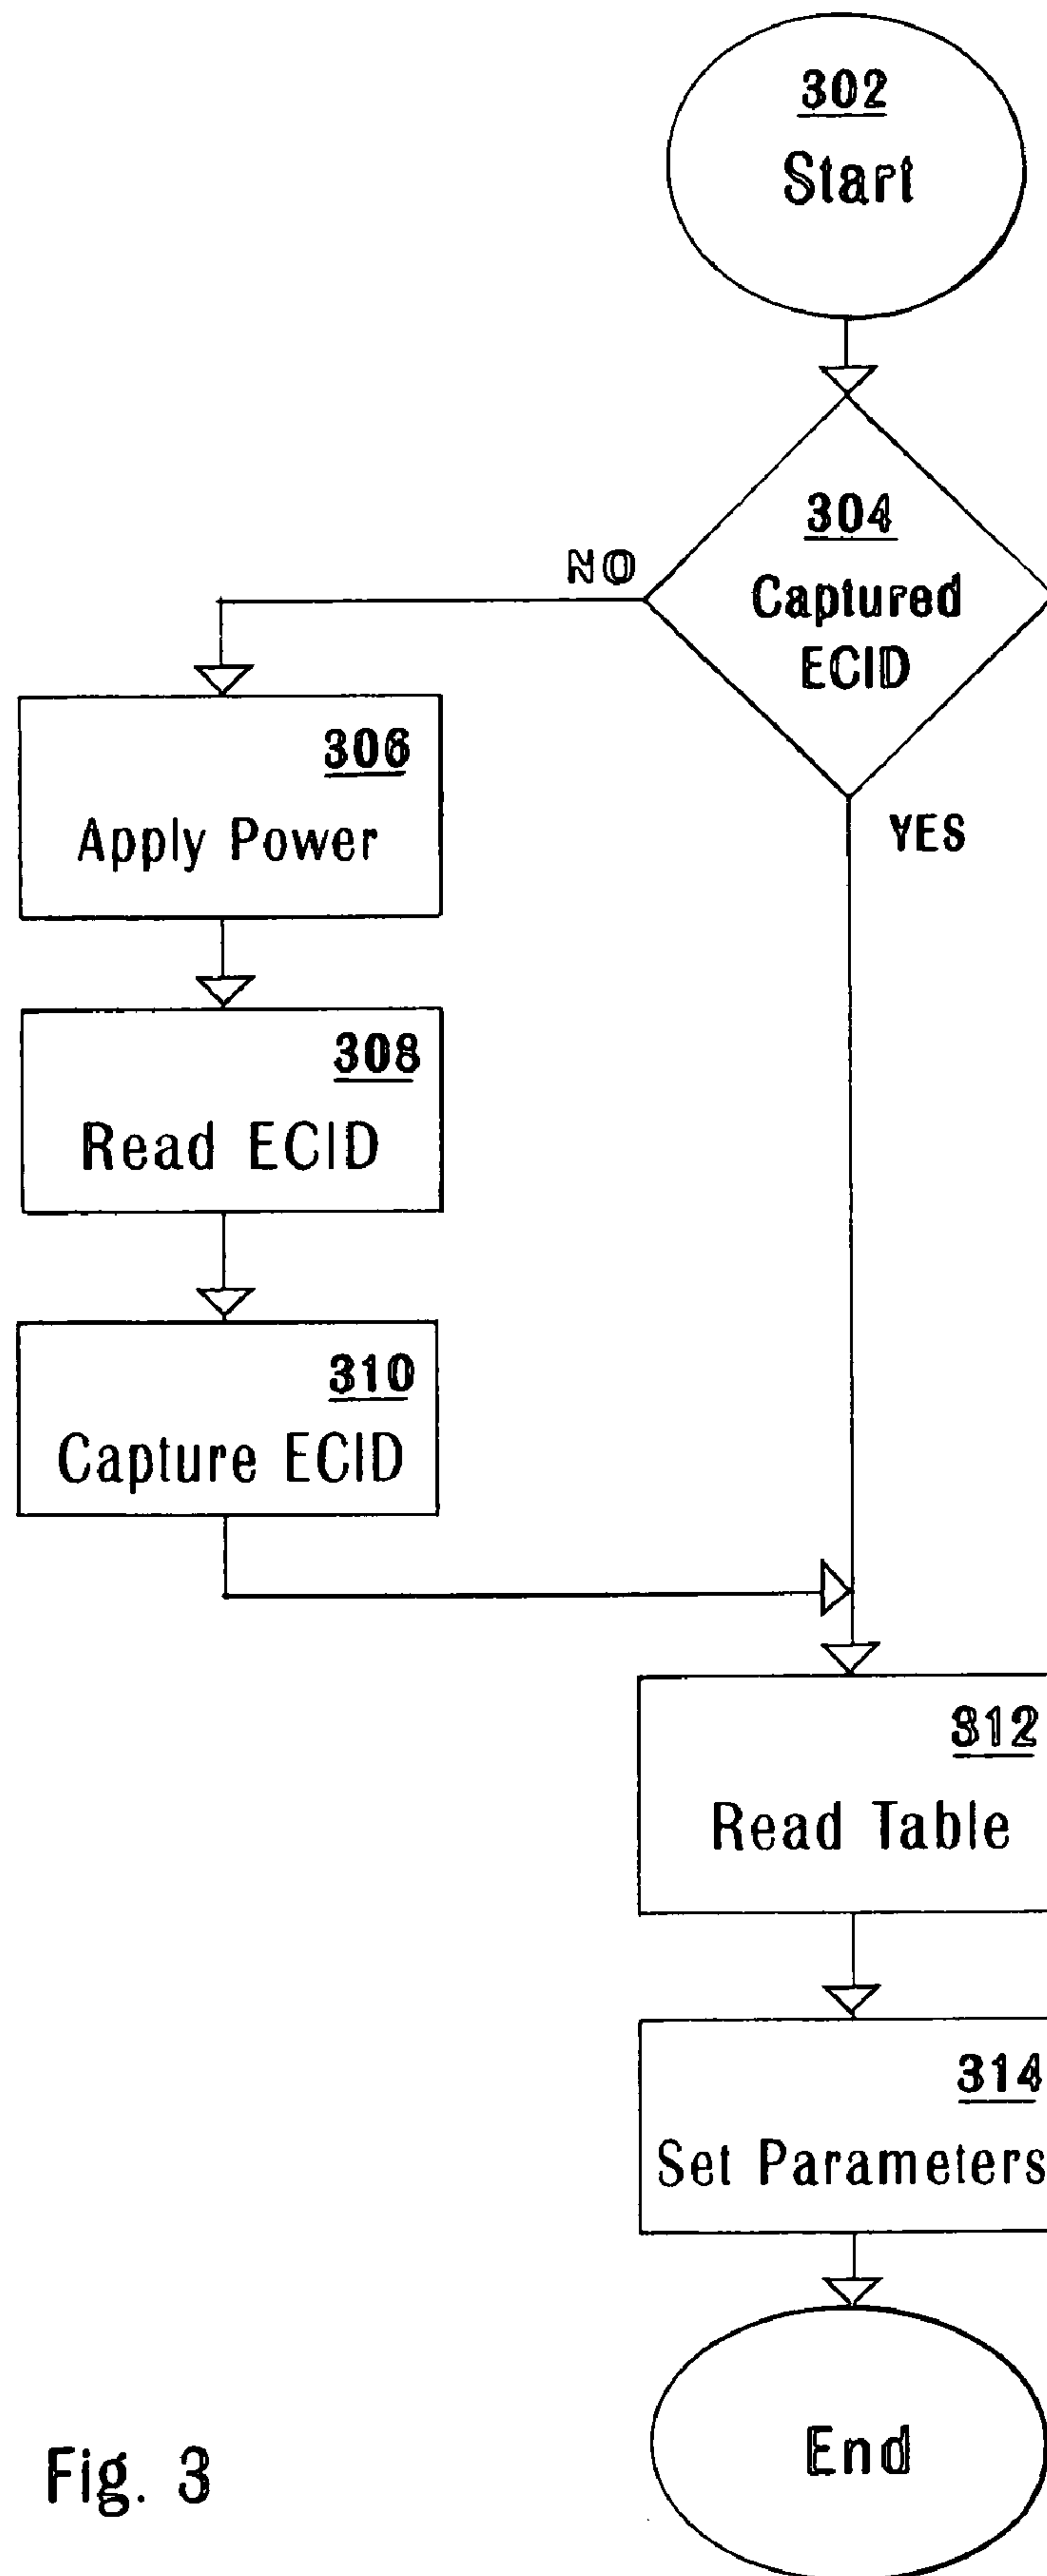 302
Start
304
Captured
ECID
NO
YES
306
Apply Power
308
Read ECID
310
Capture ECID
312
Read Table
314
Set Parameters
End
Fig. 3